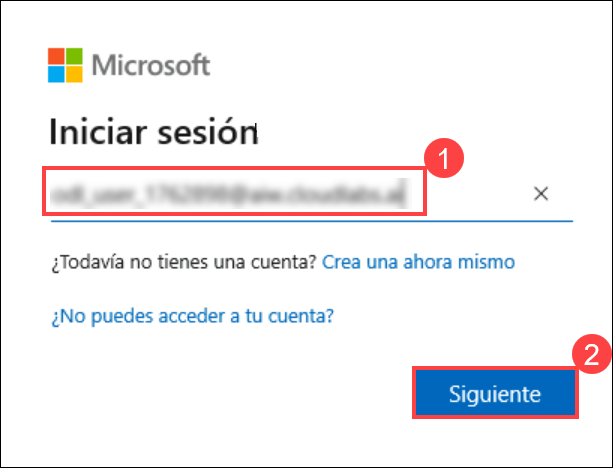 Microsoft
Iniciar sesión
1
¿Todavía no tienes una cuenta? Crea una ahora mismo
¿No puedes acceder a tu cuenta?
2
Siguiente